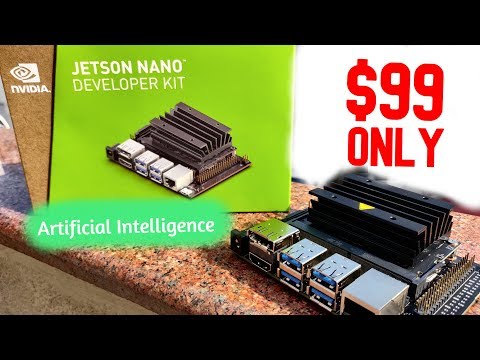 NVIDIA.
JETSON NANO™
DEVELOPER KIT
$99
ONLY
Artificial Intelligence